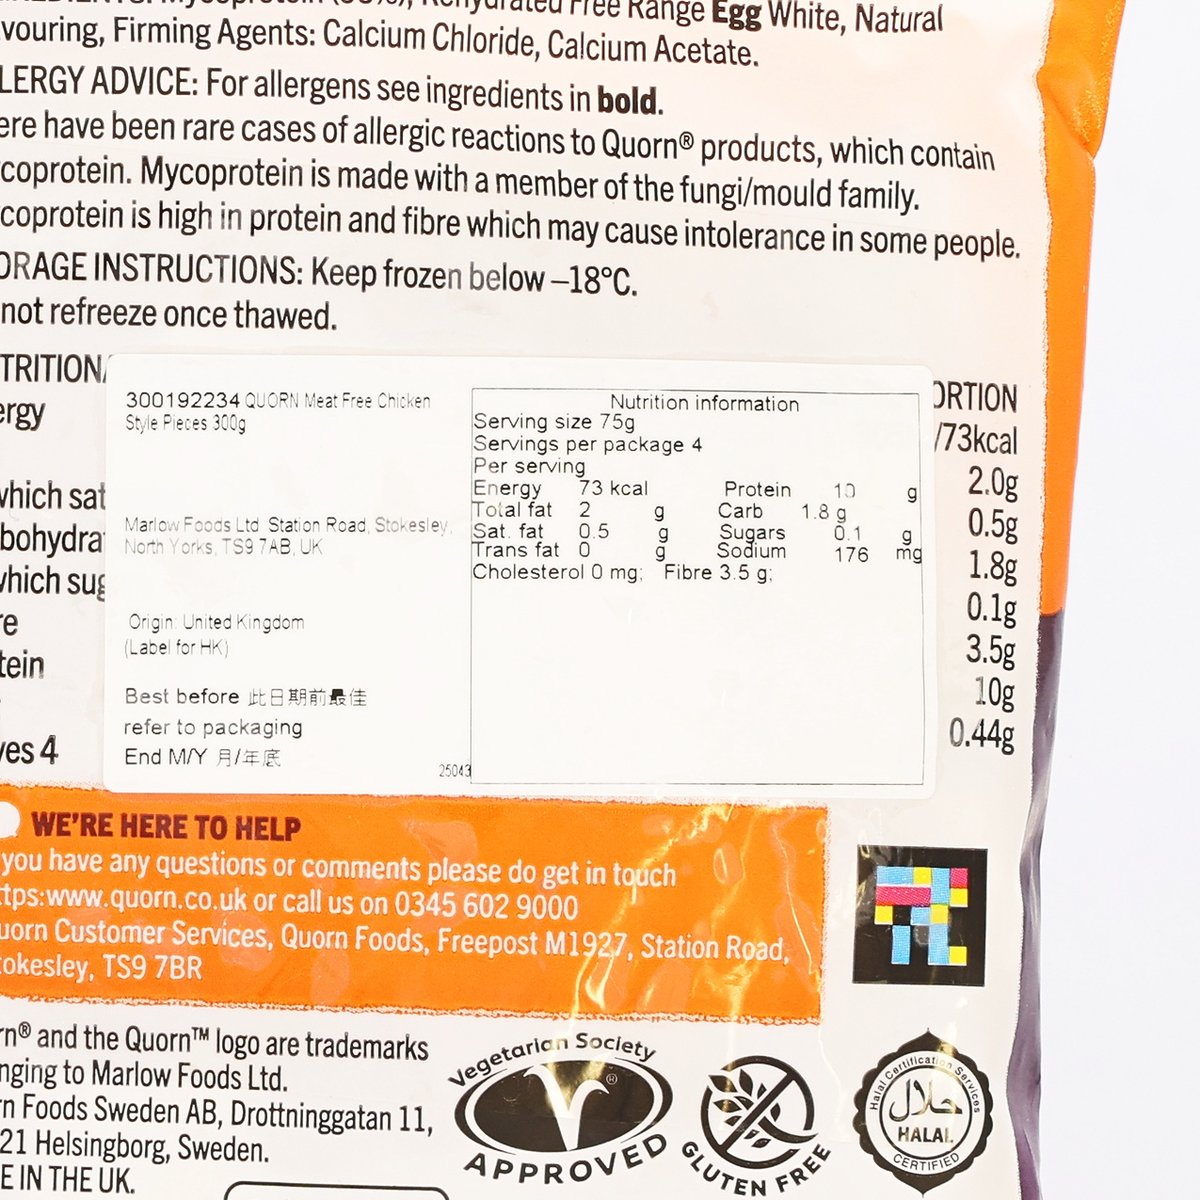 Free Range Egg White, Natural
vouring, Firming Agents: Calcium Chloride, Calcium Acetate.
LERGY ADVICE: For allergens see ingredients in bold.
ere have been rare cases of allergic reactions to Quorn® products, which contain
coprotein. Mycoprotein is made with a member of the fungi/mould family.
coprotein is high in protein and fibre which may cause intolerance in some people.
ORAGE INSTRUCTIONS: Keep frozen below –18°C.
not refreeze once thawed.
TRITION
ORTION
ergy
/73kcal
2.0g
which sat
0.5g
bohydra
1.8g
which sug
0.1g
re
3.5g
tein
10g
0.44g
ves 4
300192234 QUORN Meat Free Chicken
Style Pieces 300g
Marlow Foods Ltd Station Road, Stokesley,
North Yorks, TS9 7AB, UK
Origin: United Kingdom
(Label for HK)
Best before 此日期前最佳
refer to packaging
End M/Y 月/年底
25043
Nutrition information
Serving size 75g
Servings per package 4
Per serving
Energy 73 kcal Protein 10 g
Total fat 2 g Carb 1.8 g
Sat. fat 0.5 g Sugars 0.1 g
Trans fat 0 g Sodium 176 mg
Cholesterol 0 mg; Fibre 3.5 g;
WE'RE HERE TO HELP
you have any questions or comments please do get in touch
ttps:www.quorn.co.uk or call us on 0345 602 9000
uorn Customer Services, Quorn Foods, Freepost M1927, Station Road,
tokesley, TS9 7BR
rn® and the Quorn™ logo are trademarks
nging to Marlow Foods Ltd.
rn Foods Sweden AB, Drottninggatan 11,
21 Helsingborg, Sweden.
E IN THE UK.
Vegetarian Society
®
APPROVED
GLUTEN FREE
Halal Certification Services
حلال
HALAL
CERTIFIED